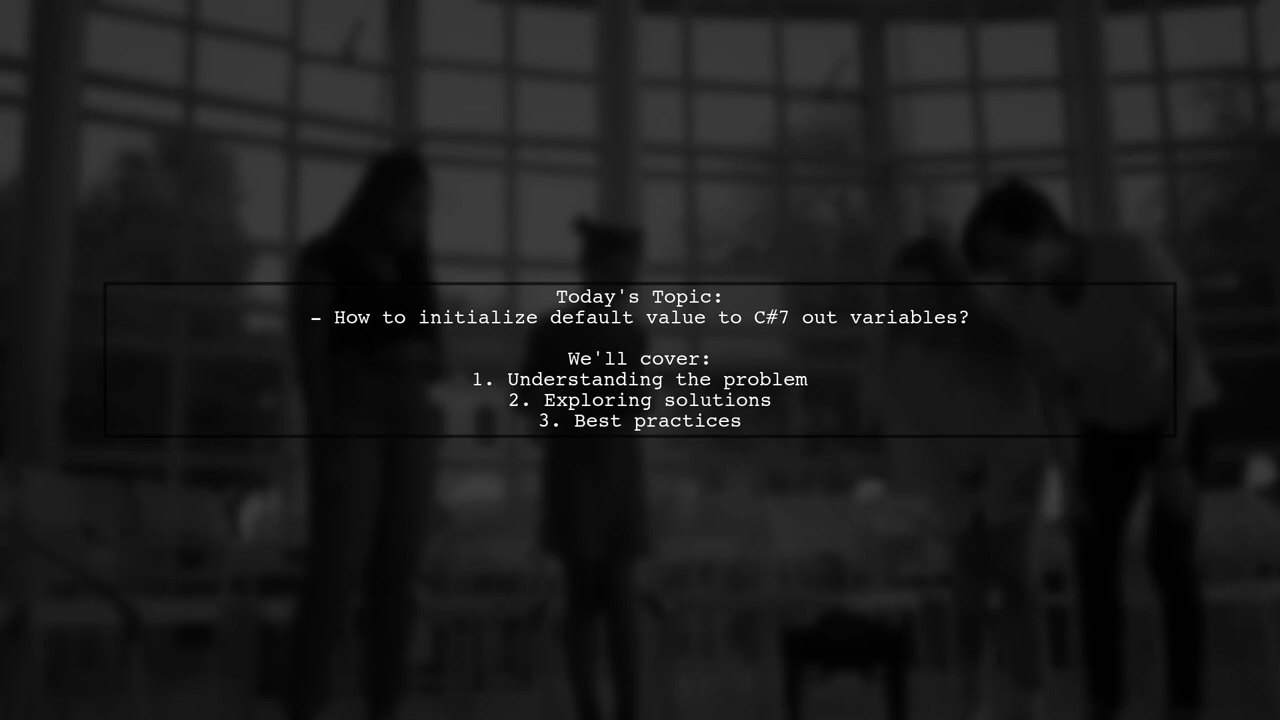 Today's Topic:
- How to initialize default value to C#7 out variables?
We'll cover:
1. Understanding the problem
2. Exploring solutions
3. Best practices